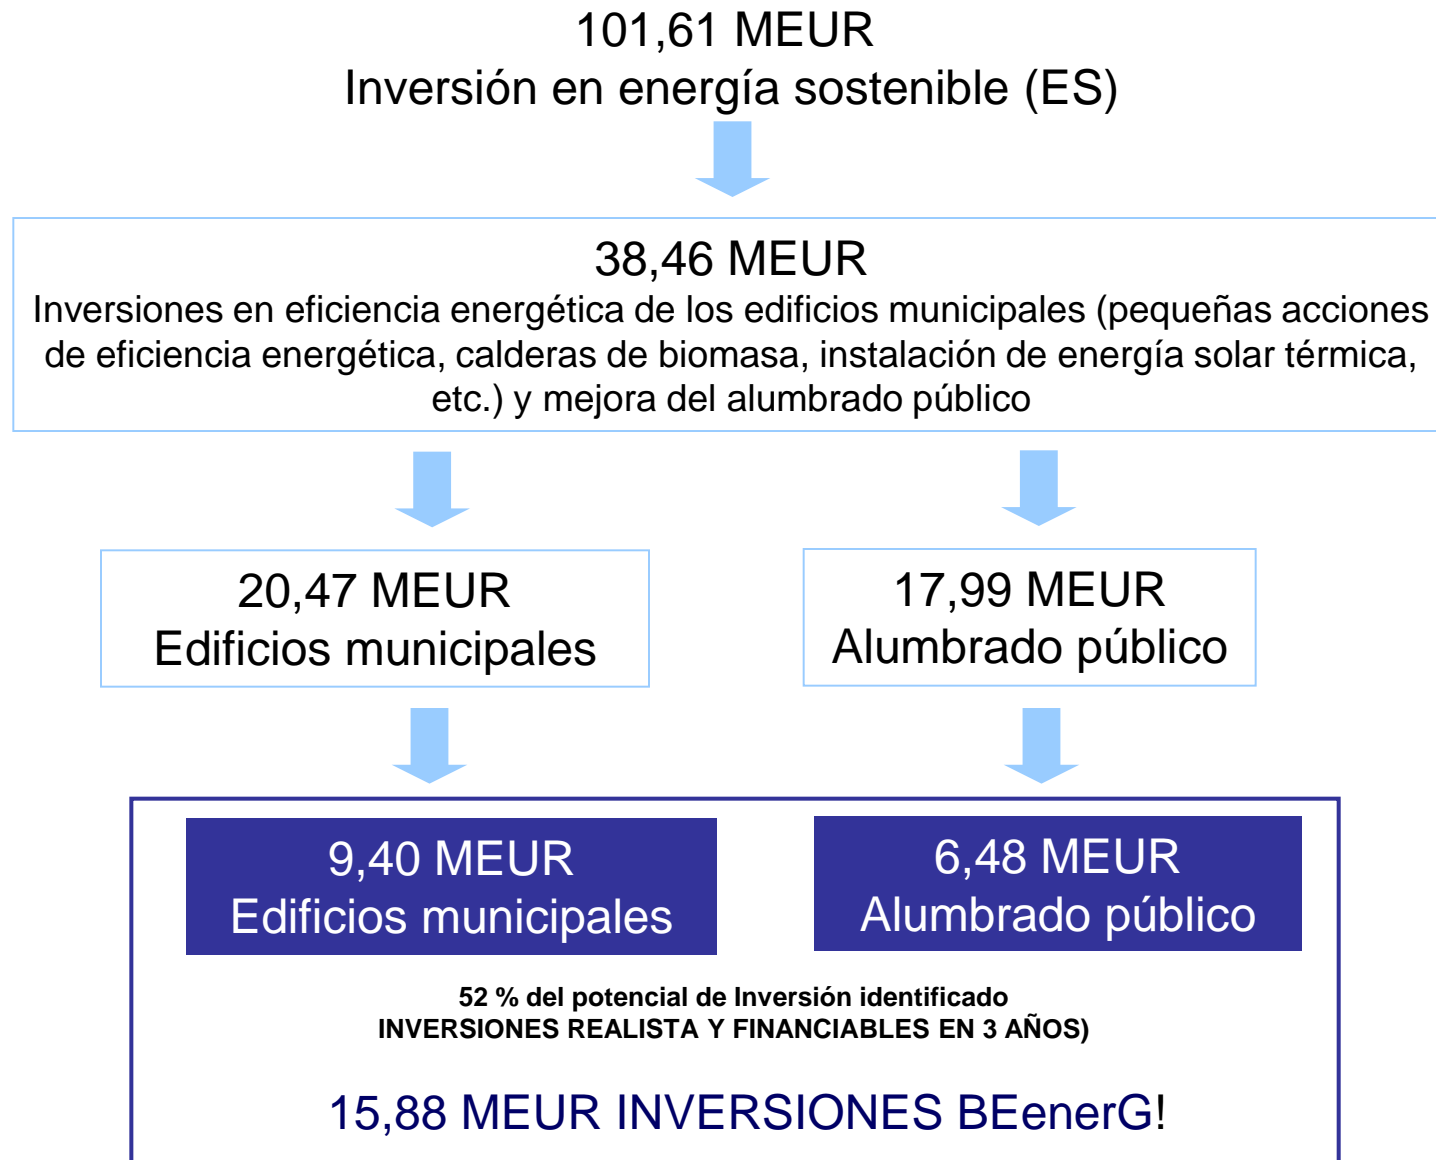 101,61 MEUR
Inversión en energía sostenible (ES)
38,46 MEUR
Inversiones en eficiencia energética de los edificios municipales (pequeñas acciones
de eficiencia energética, calderas de biomasa, instalación de energía solar térmica,
etc.) y mejora del alumbrado público
20,47 MEUR
Edificios municipales
17,99 MEUR
Alumbrado público
9,40 MEUR
Edificios municipales
6,48 MEUR
Alumbrado público
52 % del potencial de Inversión identificado
INVERSIONES REALISTA Y FINANCIABLES EN 3 AÑOS)
15,88 MEUR INVERSIONES BEenerG!